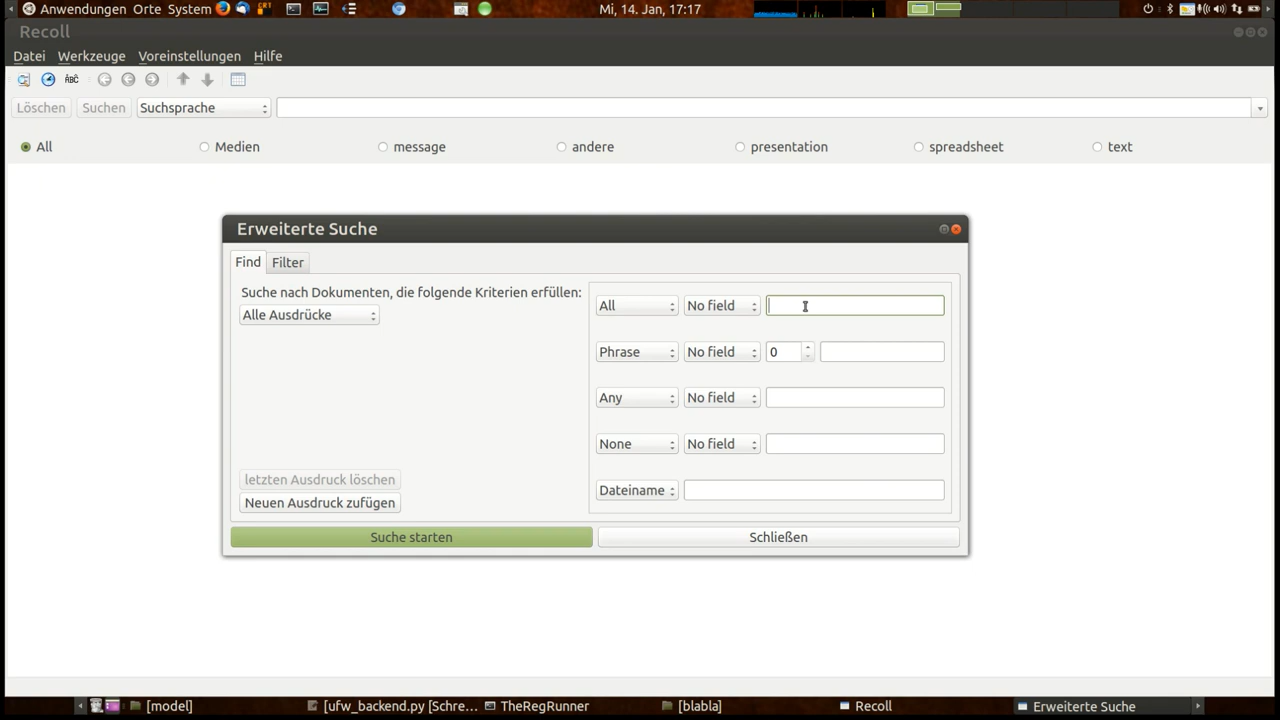 Anwendungen Orte System CRT Mi, 14. Jan, 17:17
Recoll
Datei Werkzeuge Voreinstellungen Hilfe
ABC
Löschen Suchen Suchsprache
All Medien message andere presentation spreadsheet text
Erweiterte Suche
Find Filter
Suche nach Dokumenten, die folgende Kriterien erfüllen:
Alle Ausdrücke
All No field
Phrase No field 0
Any No field
None No field
letzten Ausdruck löschen
Dateiname
Neuen Ausdruck zufügen
Suche starten Schließen
[model] [ufw_backend.py [Schre... TheRegRunner [blabla] Recoll Erweiterte Suche